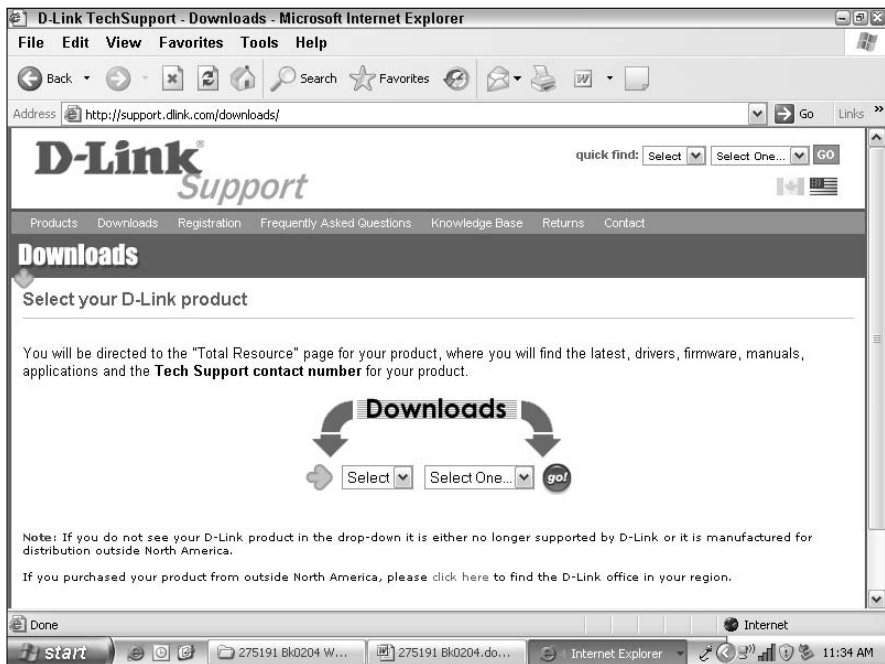 D-Link TechSupport - Downloads - Microsoft Internet Explorer
File Edit View Favorites Tools Help
Back Search Favorites
Address http://support.dlink.com/downloads/ Go Links »
D-Link®
Support
quick find: Select Select One... GO
Products Downloads Registration Frequently Asked Questions Knowledge Base Returns Contact
Downloads
Select your D-Link product
You will be directed to the "Total Resource" page for your product, where you will find the latest, drivers, firmware, manuals,
applications and the Tech Support contact number for your product.
Downloads
Select Select One... go!
Note: If you do not see your D-Link product in the drop-down it is either no longer supported by D-Link or it is manufactured for
distribution outside North America.
If you purchased your product from outside North America, please click here to find the D-Link office in your region.
Done Internet
start 275191 Bk0204 W... 275191 Bk0204.do... 4 Internet Explorer 11:34 AM